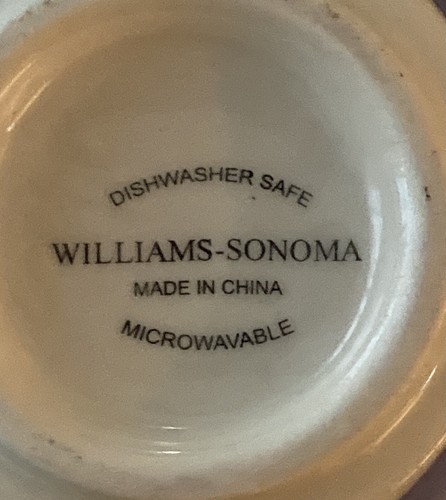 DISHWASHER SAFE
WILLIAMS-SONOMA
MADE IN CHINA
MICROWAVABLE